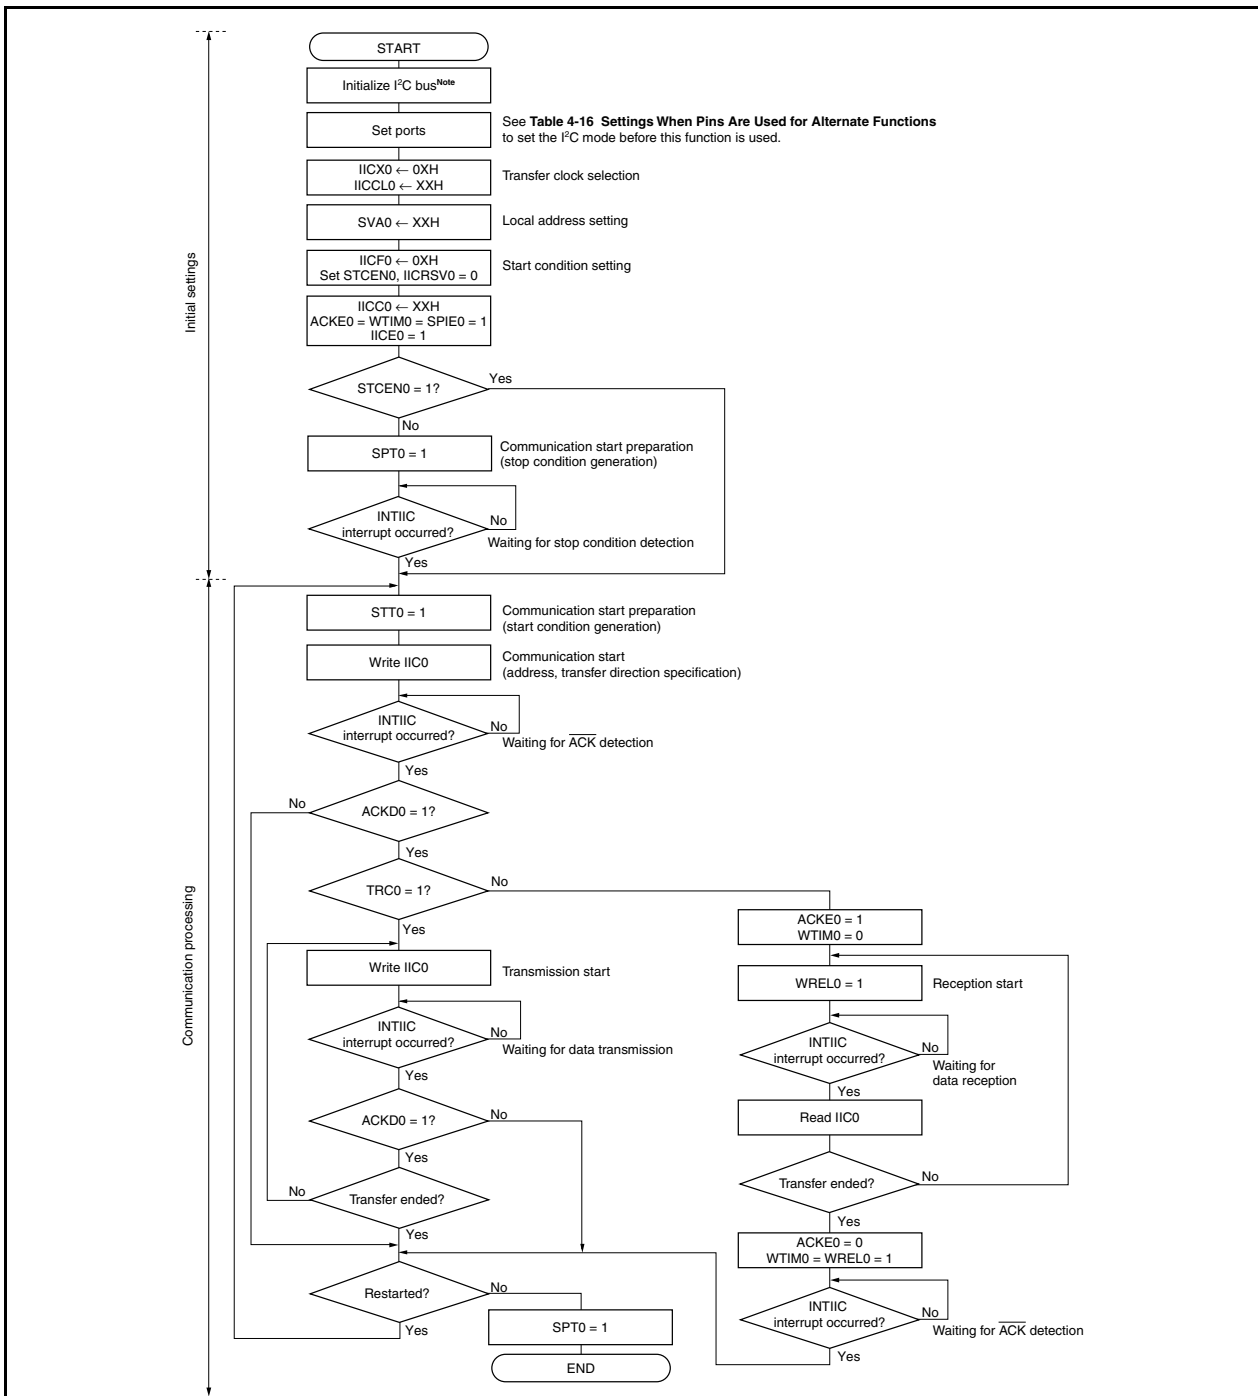 START
Initialize I²C bus^Note
Set ports
See Table 4-16 Settings When Pins Are Used for Alternate Functions
to set the I²C mode before this function is used.
IICX0 ← 0XH
IICCL0 ← XXH
Transfer clock selection
SVA0 ← XXH
Local address setting
IICF0 ← 0XH
Set STCEN0, IICRSV0 = 0
Start condition setting
IICC0 ← XXH
ACKE0 = WTIM0 = SPIE0 = 1
IICE0 = 1
Initial settings
STCEN0 = 1?
Yes
No
SPT0 = 1
Communication start preparation
(stop condition generation)
INTIIC
interrupt occurred?
No
Waiting for stop condition detection
Yes
STT0 = 1
Communication start preparation
(start condition generation)
Write IIC0
Communication start
(address, transfer direction specification)
INTIIC
interrupt occurred?
No
Waiting for A̅C̅K̅ detection
Yes
No
ACKD0 = 1?
Yes
TRC0 = 1?
No
Yes
Communication processing
Write IIC0
Transmission start
INTIIC
interrupt occurred?
No
Waiting for data transmission
Yes
ACKD0 = 1?
No
Yes
No
Transfer ended?
Yes
Restarted?
No
Yes
SPT0 = 1
END
ACKE0 = 1
WTIM0 = 0
WREL0 = 1
Reception start
INTIIC
interrupt occurred?
No
Waiting for
data reception
Yes
Read IIC0
Transfer ended?
No
Yes
ACKE0 = 0
WTIM0 = WREL0 = 1
INTIIC
interrupt occurred?
No
Waiting for A̅C̅K̅ detection
Yes